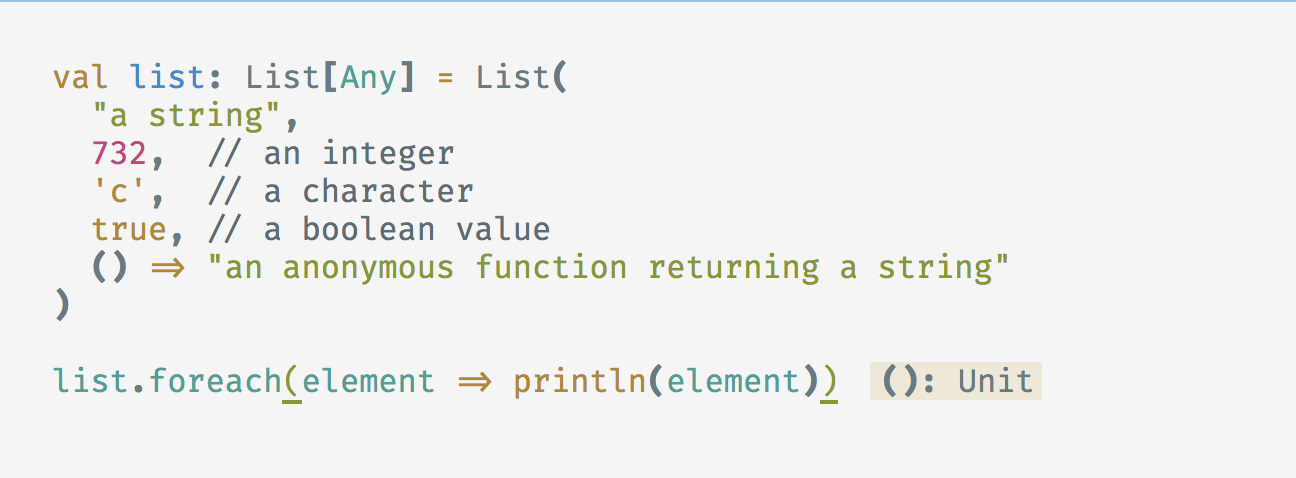 val list: List[Any] = List(
  "a string",
  732,  // an integer
  'c',  // a character
  true, // a boolean value
  () => "an anonymous function returning a string"
)
list.foreach(element => println(element)) (): Unit